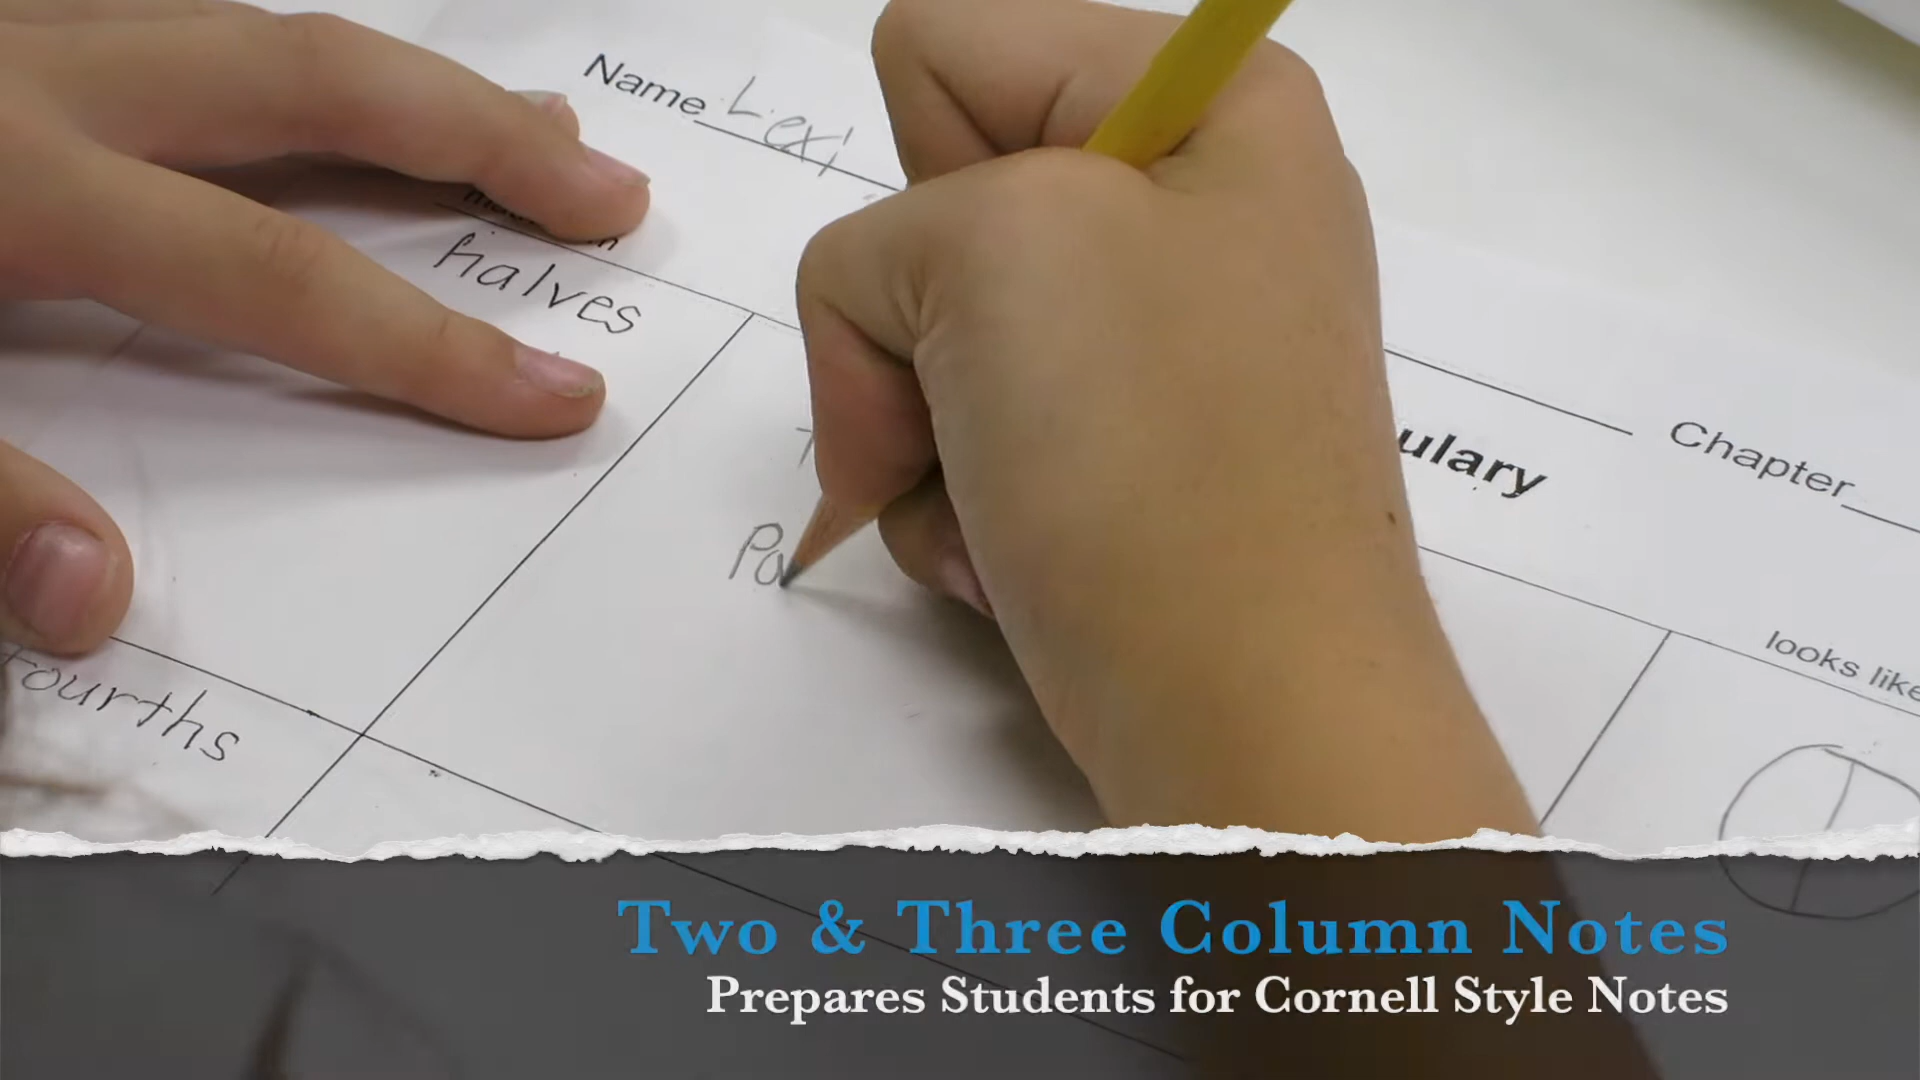 Name Lexi
Chapter
ulary
looks like
halves
Pa
fourths
Two & Three Column Notes
Prepares Students for Cornell Style Notes